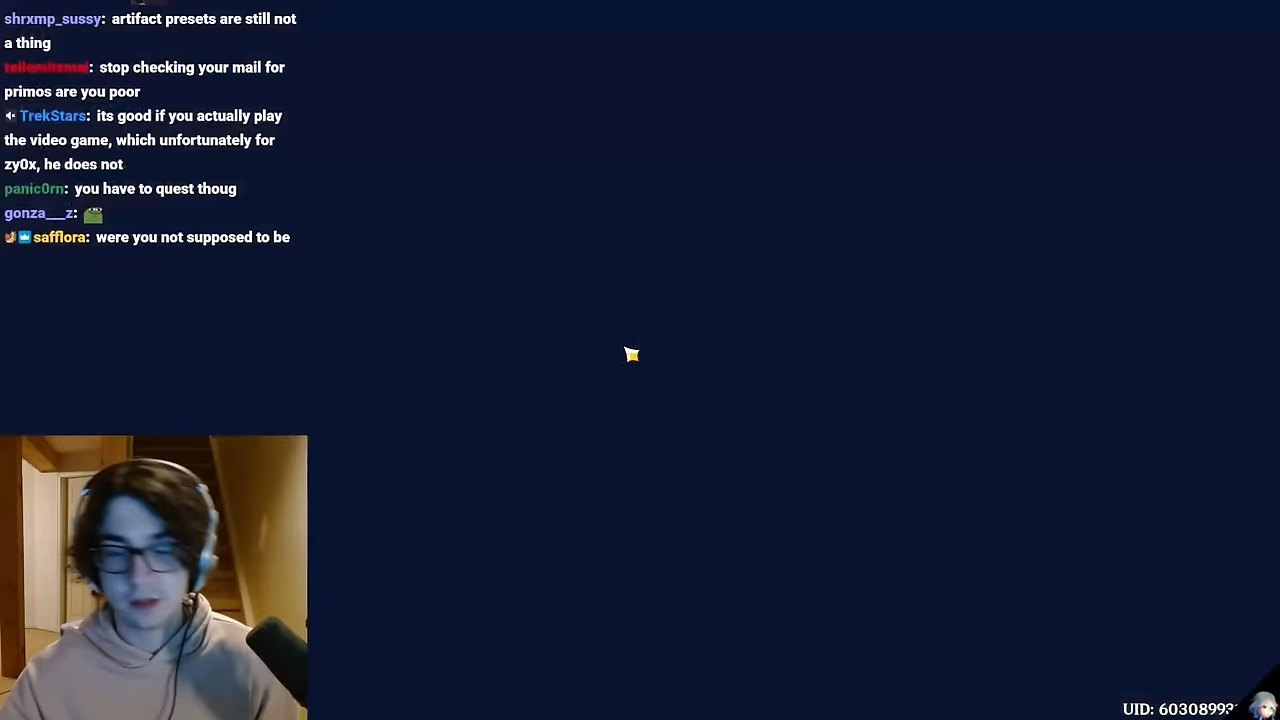 shrxmp_sussy: artifact presets are still not
a thing
: stop checking your mail for
primos are you poor
TrekStars: its good if you actually play
the video game, which unfortunately for
zy0x, he does not
panic0rn: you have to quest thoug
gonza___z:
safflora: were you not supposed to be
UID: 6030899